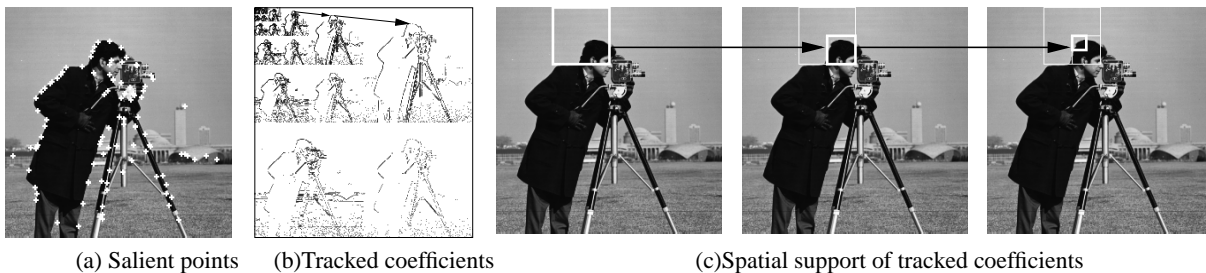 (a) Salient points (b)Tracked coefficients (c)Spatial support of tracked coefficients